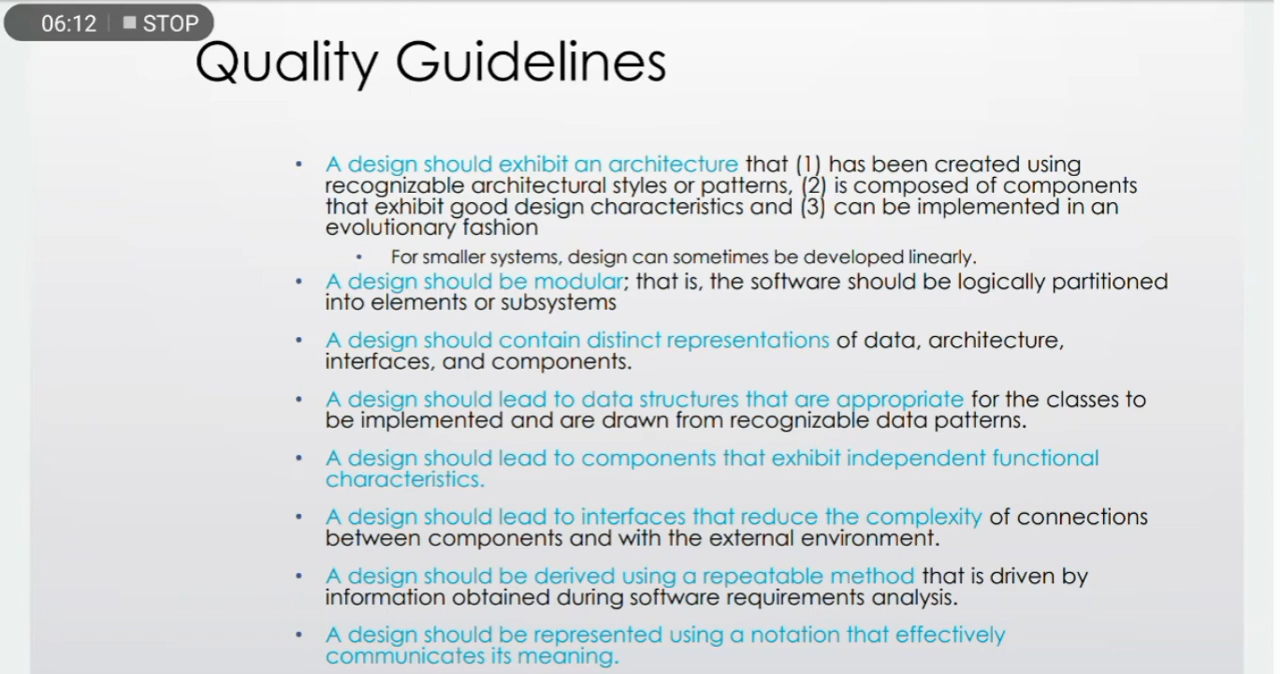 06:12 STOP
Quality Guidelines
• A design should exhibit an architecture that (1) has been created using
recognizable architectural styles or patterns, (2) is composed of components
that exhibit good design characteristics and (3) can be implemented in an
evolutionary fashion
• For smaller systems, design can sometimes be developed linearly.
• A design should be modular; that is, the software should be logically partitioned
into elements or subsystems
• A design should contain distinct representations of data, architecture,
interfaces, and components.
• A design should lead to data structures that are appropriate for the classes to
be implemented and are drawn from recognizable data patterns.
• A design should lead to components that exhibit independent functional
characteristics.
• A design should lead to interfaces that reduce the complexity of connections
between components and with the external environment.
• A design should be derived using a repeatable method that is driven by
information obtained during software requirements analysis.
• A design should be represented using a notation that effectively
communicates its meaning.